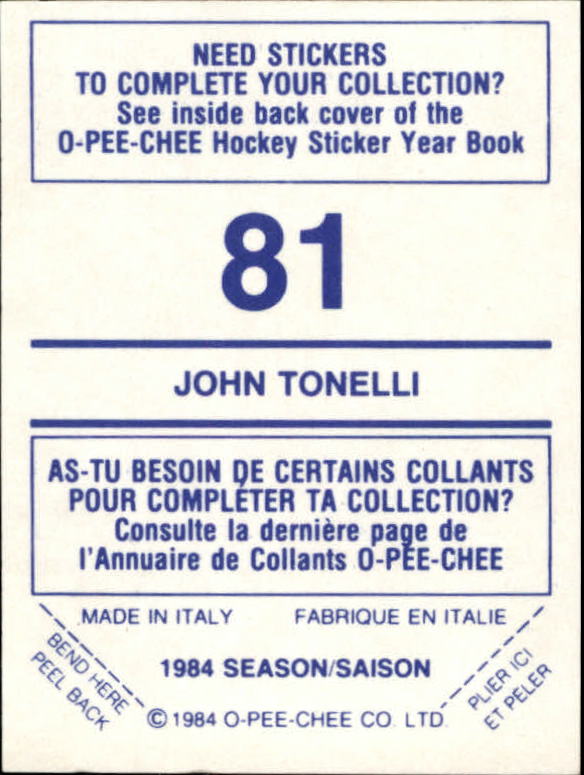 NEED STICKERS
TO COMPLETE YOUR COLLECTION?
See inside back cover of the
O-PEE-CHEE Hockey Sticker Year Book
81
JOHN TONELLI
AS-TU BESOIN DE CERTAINS COLLANTS
POUR COMPLÉTER TA COLLECTION?
Consulte la dernière page de
l'Annuaire de Collants O-PEE-CHEE
MADE IN ITALY FABRIQUE EN ITALIE
BEND HERE
PEEL BACK
1984 SEASON/SAISON
PLIER ICI
ET PELER
© 1984 O-PEE-CHEE CO. LTD.